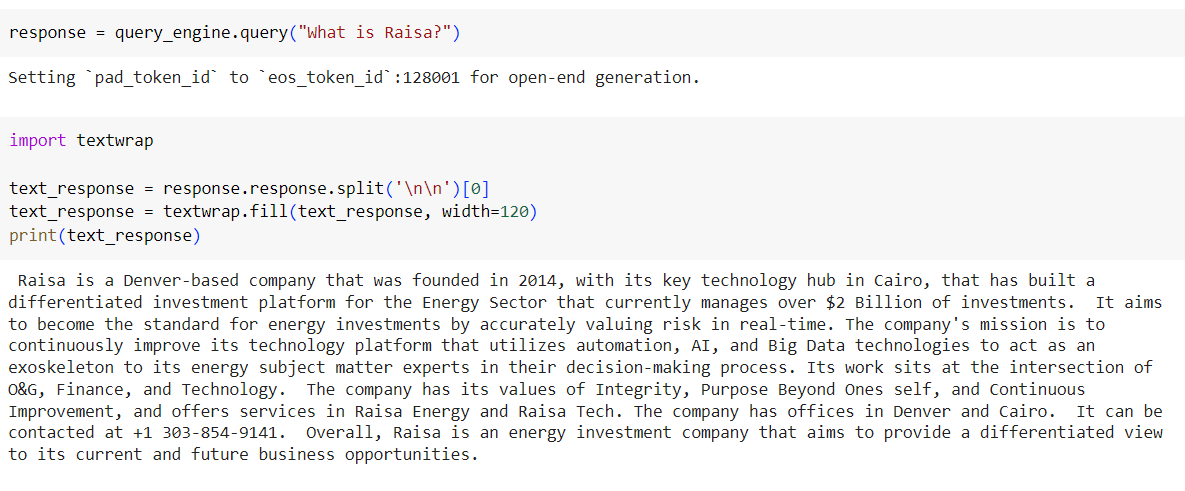 response = query_engine.query("What is Raisa?")
Setting `pad_token_id` to `eos_token_id`:128001 for open-end generation.
import textwrap
text_response = response.response.split('\n\n')[0]
text_response = textwrap.fill(text_response, width=120)
print(text_response)
Raisa is a Denver-based company that was founded in 2014, with its key technology hub in Cairo, that has built a
differentiated investment platform for the Energy Sector that currently manages over $2 Billion of investments.  It aims
to become the standard for energy investments by accurately valuing risk in real-time. The company's mission is to
continuously improve its technology platform that utilizes automation, AI, and Big Data technologies to act as an
exoskeleton to its energy subject matter experts in their decision-making process. Its work sits at the intersection of
O&G, Finance, and Technology.  The company has its values of Integrity, Purpose Beyond Ones self, and Continuous
Improvement, and offers services in Raisa Energy and Raisa Tech. The company has offices in Denver and Cairo.  It can be
contacted at +1 303-854-9141.  Overall, Raisa is an energy investment company that aims to provide a differentiated view
to its current and future business opportunities.